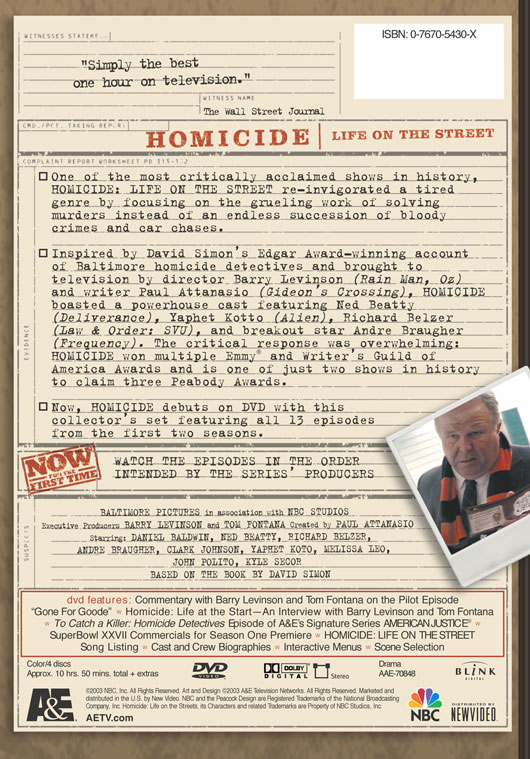 WITNESSES STATEM...
ISBN: 0-7670-5430-X
"Simply the best
one hour on television."
WITNESS NAME
The Wall Street Journal
CMD./PCT. TAKING REP.:
HOMICIDE | LIFE ON THE STREET
COMPLAINT REPORT WORKSHEET PD 313-152
One of the most critically acclaimed shows in history,
HOMICIDE: LIFE ON THE STREET re-invigorated a tired
genre by focusing on the grueling work of solving
murders instead of an endless succession of bloody
crimes and car chases.
Inspired by David Simon's Edgar Award-winning account
of Baltimore homicide detectives and brought to
television by director Barry Levinson (Rain Man, Oz)
and writer Paul Attanasio (Gideon's Crossing), HOMICIDE
boasted a powerhouse cast featuring Ned Beatty
(Deliverance), Yaphet Kotto (Alien), Richard Belzer
(Law & Order: SVU), and breakout star Andre Braugher
(Frequency). The critical response was overwhelming:
HOMICIDE won multiple Emmy® and Writer's Guild of
America Awards and is one of just two shows in history
to claim three Peabody Awards.
EVIDENCE
Now, HOMICIDE debuts on DVD with this
collector's set featuring all 13 episodes
from the first two seasons.
NOW
FOR THE
FIRST TIME
WATCH THE EPISODES IN THE ORDER
INTENDED BY THE SERIES' PRODUCERS
SUSPECTS
BALTIMORE PICTURES in association with NBC STUDIOS
Executive Producers BARRY LEVINSON and TOM FONTANA Created by PAUL ATTANASIO
Starring: DANIEL BALDWIN, NED BEATTY, RICHARD BELZER,
ANDRE BRAUGHER, CLARK JOHNSON, YAPHET KOTO, MELISSA LEO,
JOHN POLITO, KYLE SECOR
BASED ON THE BOOK BY DAVID SIMON
dvd features: Commentary with Barry Levinson and Tom Fontana on the Pilot Episode
"Gone For Goode" Homicide: Life at the Start—An Interview with Barry Levinson and Tom Fontana
To Catch a Killer: Homicide Detectives Episode of A&E's Signature Series AMERICAN JUSTICE®
SuperBowl XXVII Commercials for Season One Premiere HOMICIDE: LIFE ON THE STREET
Song Listing Cast and Crew Biographies Interactive Menus Scene Selection
Color/4 discs
Approx. 10 hrs. 50 mins. total + extras
DVD
VIDEO
DOLBY
DIGITAL
Stereo
Drama
AAE-70848
BLINK
DIGITAL
A&E
©2003 NBC, Inc. All Rights Reserved. Art and Design ©2003 A&E Television Networks. All Rights Reserved. Marketed and
distributed in the U.S. by New Video. NBC and the Peacock Design are Registered Trademarks of the National Broadcasting
Company, Inc. Homicide: Life on the Streets, its Characters and related Trademarks are Property of NBC Studios, Inc.
AETV.com
NBC
DISTRIBUTED BY
NEWVIDEO